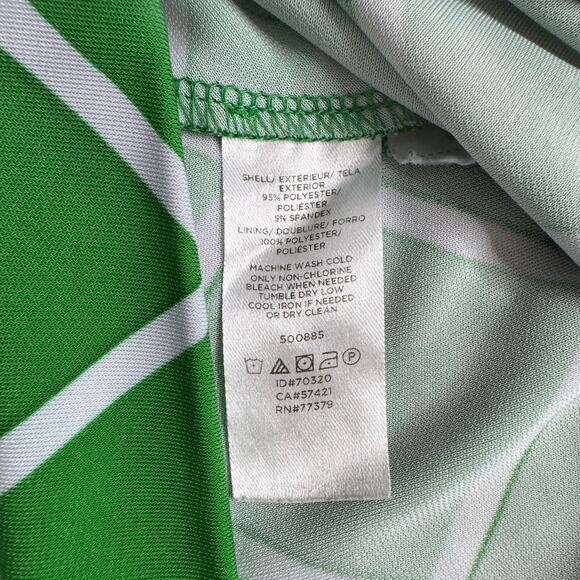 SHELL/ EXTÉRIEUR/ TELA
EXTERIOR
95% POLYESTER/
POLIÉSTER
5% SPANDEX
LINING/ DOUBLURE/ FORRO
100% POLYESTER/
POLIÉSTER
MACHINE WASH COLD
ONLY NON-CHLORINE
BLEACH WHEN NEEDED
TUMBLE DRY LOW
COOL IRON IF NEEDED
OR DRY CLEAN
500885
P
ID#70320
CA#57421
RN#77379